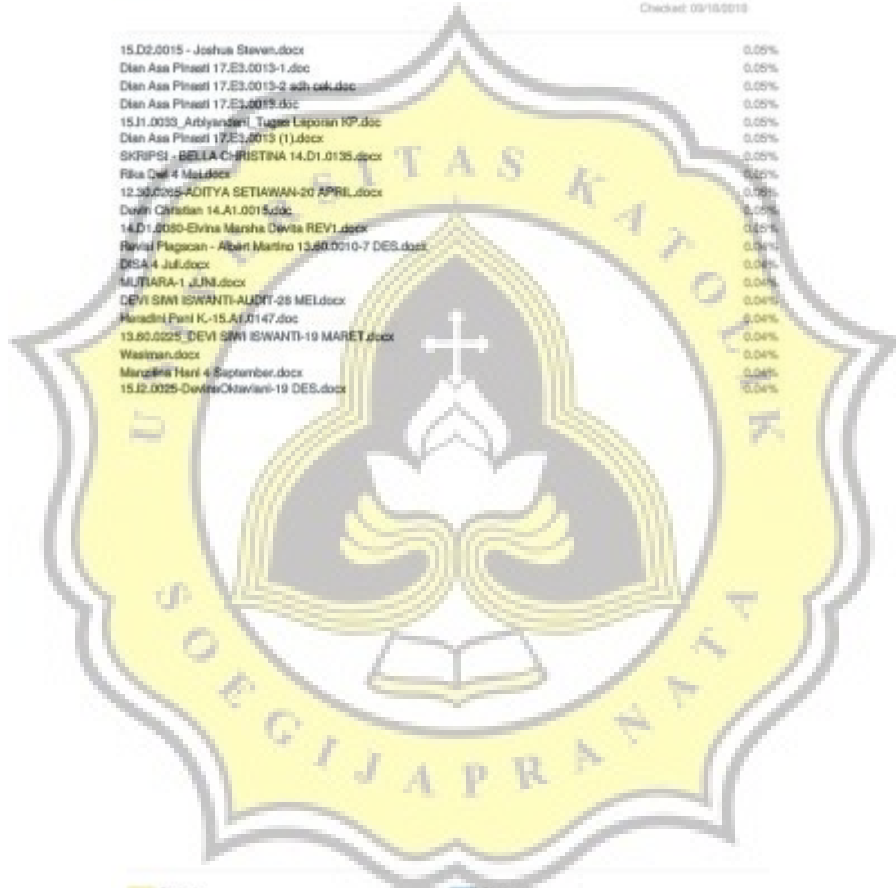 Checked: 09/18/2019
15.D2.0015 - Joshua Steven.docx 0.05%
Dian Asa Pinasti 17.E3.0013-1.doc 0.05%
Dian Asa Pinasti 17.E3.0013-2 sdh cek.doc 0.05%
Dian Asa Pinasti 17.E3.0013.doc 0.05%
15.J1.0033_Arbiyandani_Tugas Laporan KP.doc 0.05%
Dian Asa Pinasti 17.E3.0013 (1).docx 0.05%
SKRIPSI - BELLA CHRISTINA 14.D1.0135.docx 0.05%
Rika Dwi 4 Mei.docx 0.05%
12.30.0265-ADITYA SETIAWAN-20 APRIL.docx 0.05%
Devin Christian 14.A1.0015.doc 0.05%
14.D1.0080-Elvina Marsha Devita REV1.docx 0.05%
Revisi Plagscan - Albert Martino 13.60.0010-7 DES.docx 0.04%
DISA 4 Juli.docx 0.04%
MUTIARA-1 JUNI.docx 0.04%
DEVI SIWI ISWANTI-AUDIT-28 MEI.docx 0.04%
Haradini Pani K.-15.A1.0147.doc 0.04%
13.60.0225_DEVI SIWI ISWANTI-19 MARET.docx 0.04%
Wasiman.docx 0.04%
Hani 4 September.docx 0.04%
15.J2.0025-DevinaOktaviani-19 DES.docx 0.04%
SITAS KATOLIK
SOEGIJAPRANATA